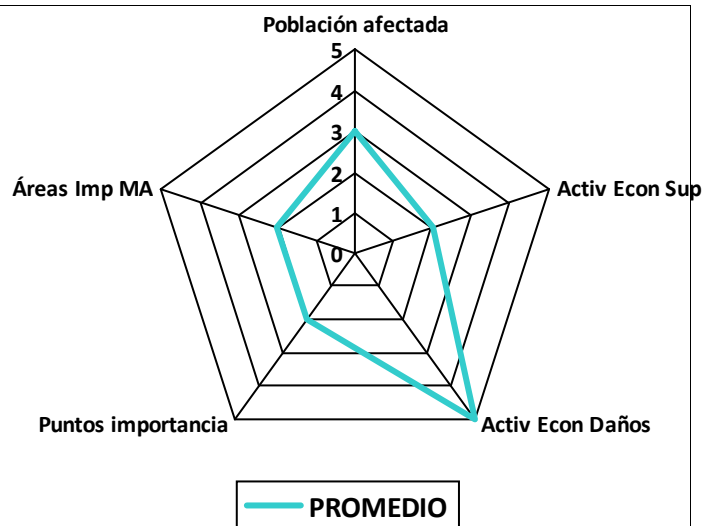 Población afectada
5
4
3
2
1
0
Áreas Imp MA
Activ Econ Sup
Puntos importancia
Activ Econ Daños
PROMEDIO